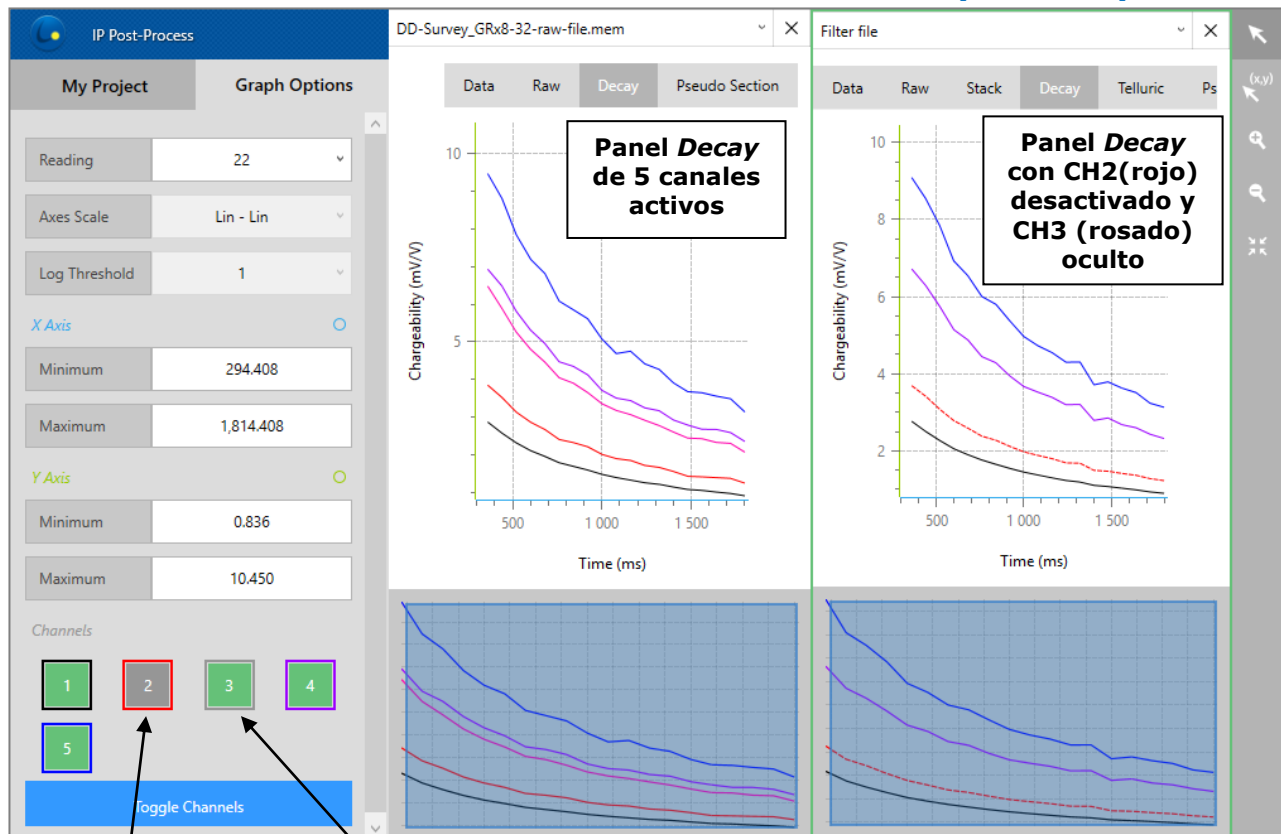 IP Post-Process
My Project
Graph Options
Reading
22
Axes Scale
Lin - Lin
Log Threshold
1
X Axis
Minimum
294.408
Maximum
1,814.408
Y Axis
Minimum
0.836
Maximum
10.450
Channels
1
2
3
4
5
Toggle Channels
DD-Survey_GRx8-32-raw-file.mem
Data
Raw
Decay
Pseudo Section
Panel Decay
de 5 canales
activos
Chargeability (mV/V)
10
5
500
1 000
1 500
Time (ms)
Filter file
Data
Raw
Stack
Decay
Telluric
Ps
Panel Decay
con CH2(rojo)
desactivado y
CH3 (rosado)
oculto
Chargeability (mV/V)
10
8
6
4
2
500
1 000
1 500
Time (ms)
(x,y)